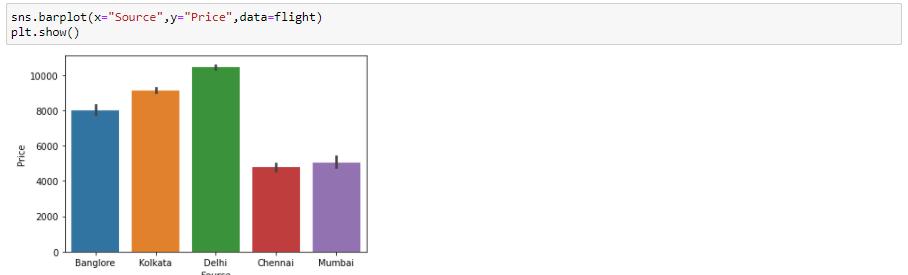 sns.barplot(x="Source",y="Price",data=flight)
plt.show()
10000
8000
6000
4000
2000
0
Price
Banglore Kolkata Delhi Chennai Mumbai
Source